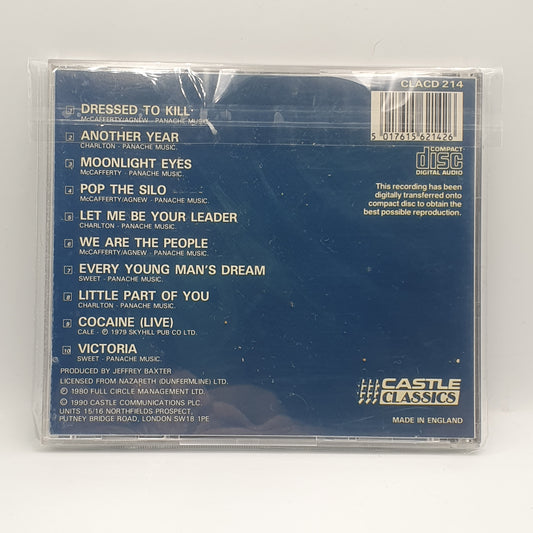 CLACD 214
5 017615 621426
COMPACT
disc
DIGITAL AUDIO
This recording has been
digitally transferred onto
compact disc to obtain the
best possible reproduction.
1 DRESSED TO KILL
McCAFFERTY/AGNEW - PANACHE MUSIC.
2 ANOTHER YEAR
CHARLTON - PANACHE MUSIC.
3 MOONLIGHT EYES
McCAFFERTY - PANACHE MUSIC.
4 POP THE SILO
McCAFFERTY/AGNEW - PANACHE MUSIC.
5 LET ME BE YOUR LEADER
CHARLTON - PANACHE MUSIC.
6 WE ARE THE PEOPLE
McCAFFERTY/AGNEW - PANACHE MUSIC.
7 EVERY YOUNG MAN'S DREAM
SWEET - PANACHE MUSIC.
8 LITTLE PART OF YOU
CHARLTON - PANACHE MUSIC.
9 COCAINE (LIVE)
CALE - ℗ 1979 SKYHILL PUB CO LTD.
10 VICTORIA
SWEET - PANACHE MUSIC.
PRODUCED BY JEFFREY BAXTER
LICENSED FROM NAZARETH (DUNFERMLINE) LTD.
℗ 1980 FULL CIRCLE MANAGEMENT LTD.
© 1990 CASTLE COMMUNICATIONS PLC.
UNITS 15/16 NORTHFIELDS PROSPECT,
PUTNEY BRIDGE ROAD, LONDON SW18 1PE
CASTLE
CLASSICS
MADE IN ENGLAND